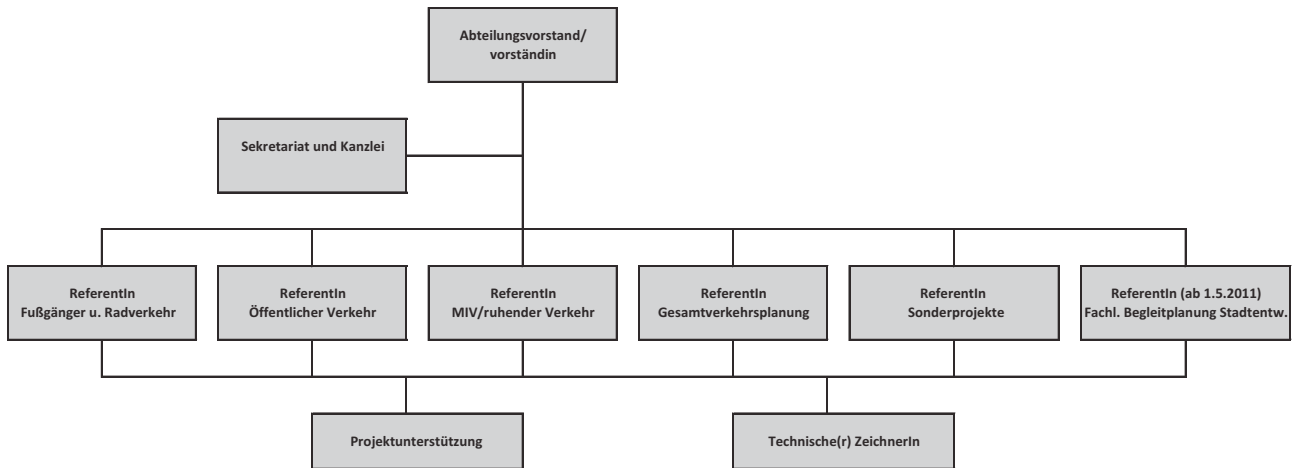 Abteilungsvorstand/
vorständin
Sekretariat und Kanzlei
ReferentIn
Fußgänger u. Radverkehr
ReferentIn
Öffentlicher Verkehr
ReferentIn
MIV/ruhender Verkehr
ReferentIn
Gesamtverkehrsplanung
ReferentIn
Sonderprojekte
ReferentIn (ab 1.5.2011)
Fachl. Begleitplanung Stadtentw.
Projektunterstützung
Technische(r) ZeichnerIn